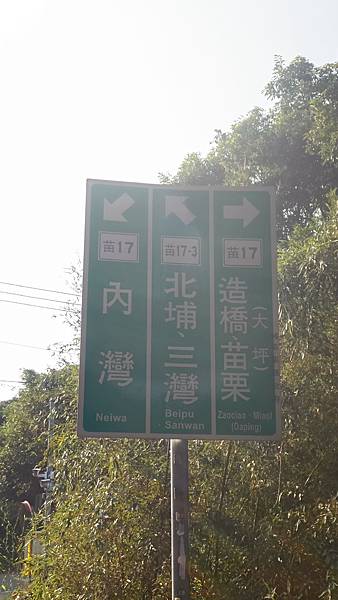 苗17
內灣
Neiwa
苗17-3
北埔、三灣
Beipu
、Sanwan
苗17
造橋、苗栗
（大坪）
Zaociao、Miaoli
(Daping)